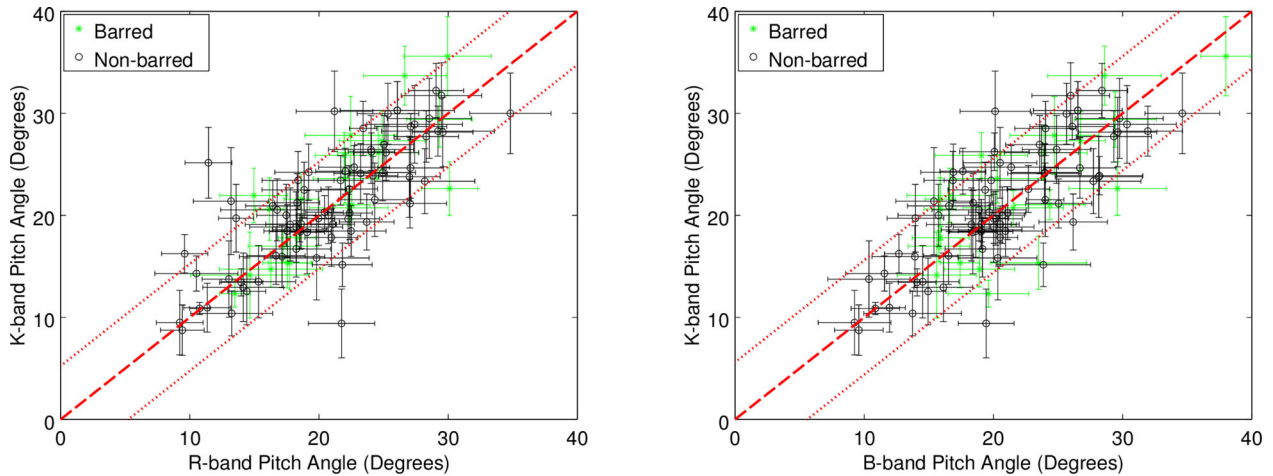 40
30
20
10
0
K-band Pitch Angle (Degrees)
Barred
Non-barred
0 10 20 30 40
R-band Pitch Angle (Degrees)
40
30
20
10
0
K-band Pitch Angle (Degrees)
Barred
Non-barred
0 10 20 30 40
B-band Pitch Angle (Degrees)